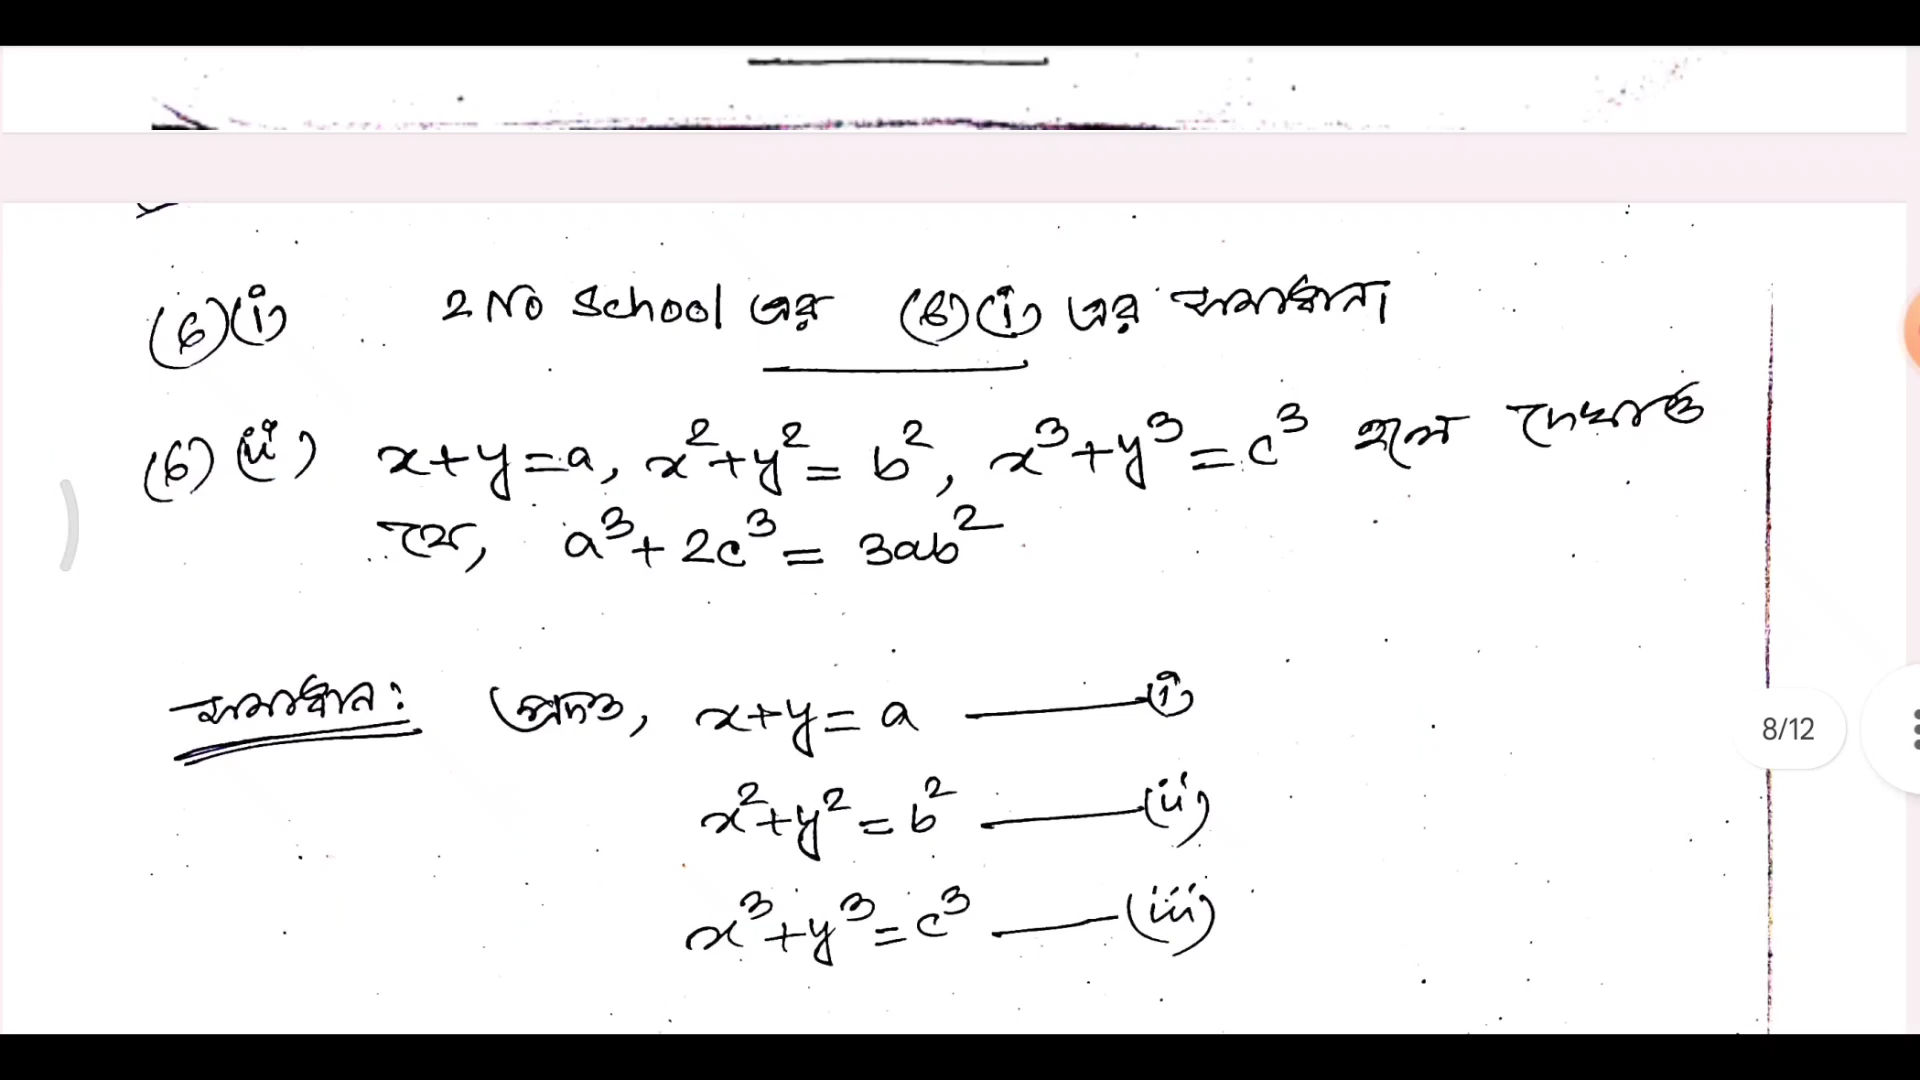 (6)(i) 2 No School এর (6)(i) এর সমাধান।
(6)(ii) x+y=a, x²+y²=b², x³+y³=c³ হলে দেখাও
যে, a³+2c³=3ab²
সমাধান: প্রদত্ত, x+y=a —(i)
x²+y²=b² —(ii)
8/12
x³+y³=c³ —(iii)